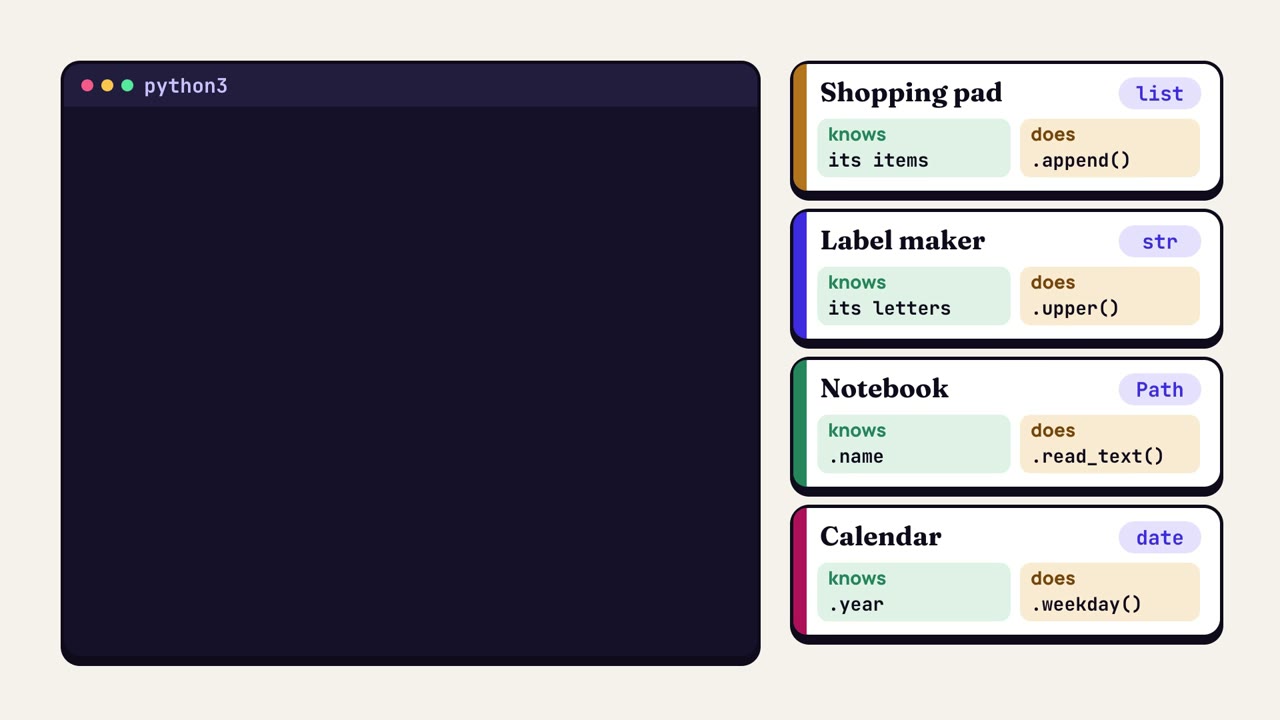 python3
Shopping pad
list
knows
its items
does
.append()
Label maker
str
knows
its letters
does
.upper()
Notebook
Path
knows
.name
does
.read_text()
Calendar
date
knows
.year
does
.weekday()